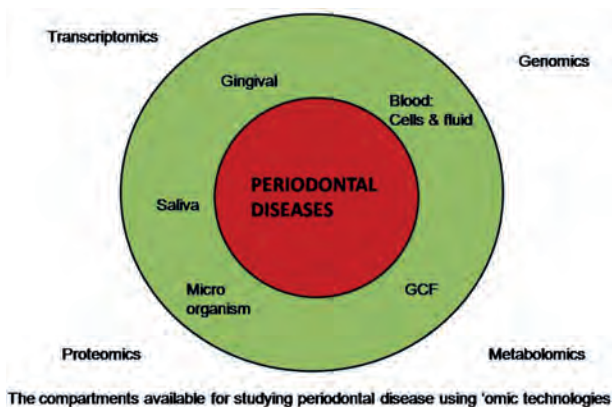 Transcriptomics
Genomics
Gingival
Blood:
Cells & fluid
PERIODONTAL
DISEASES
Saliva
Micro
organism
GCF
Proteomics
Metabolomics
The compartments available for studying periodontal disease using 'omic technologies